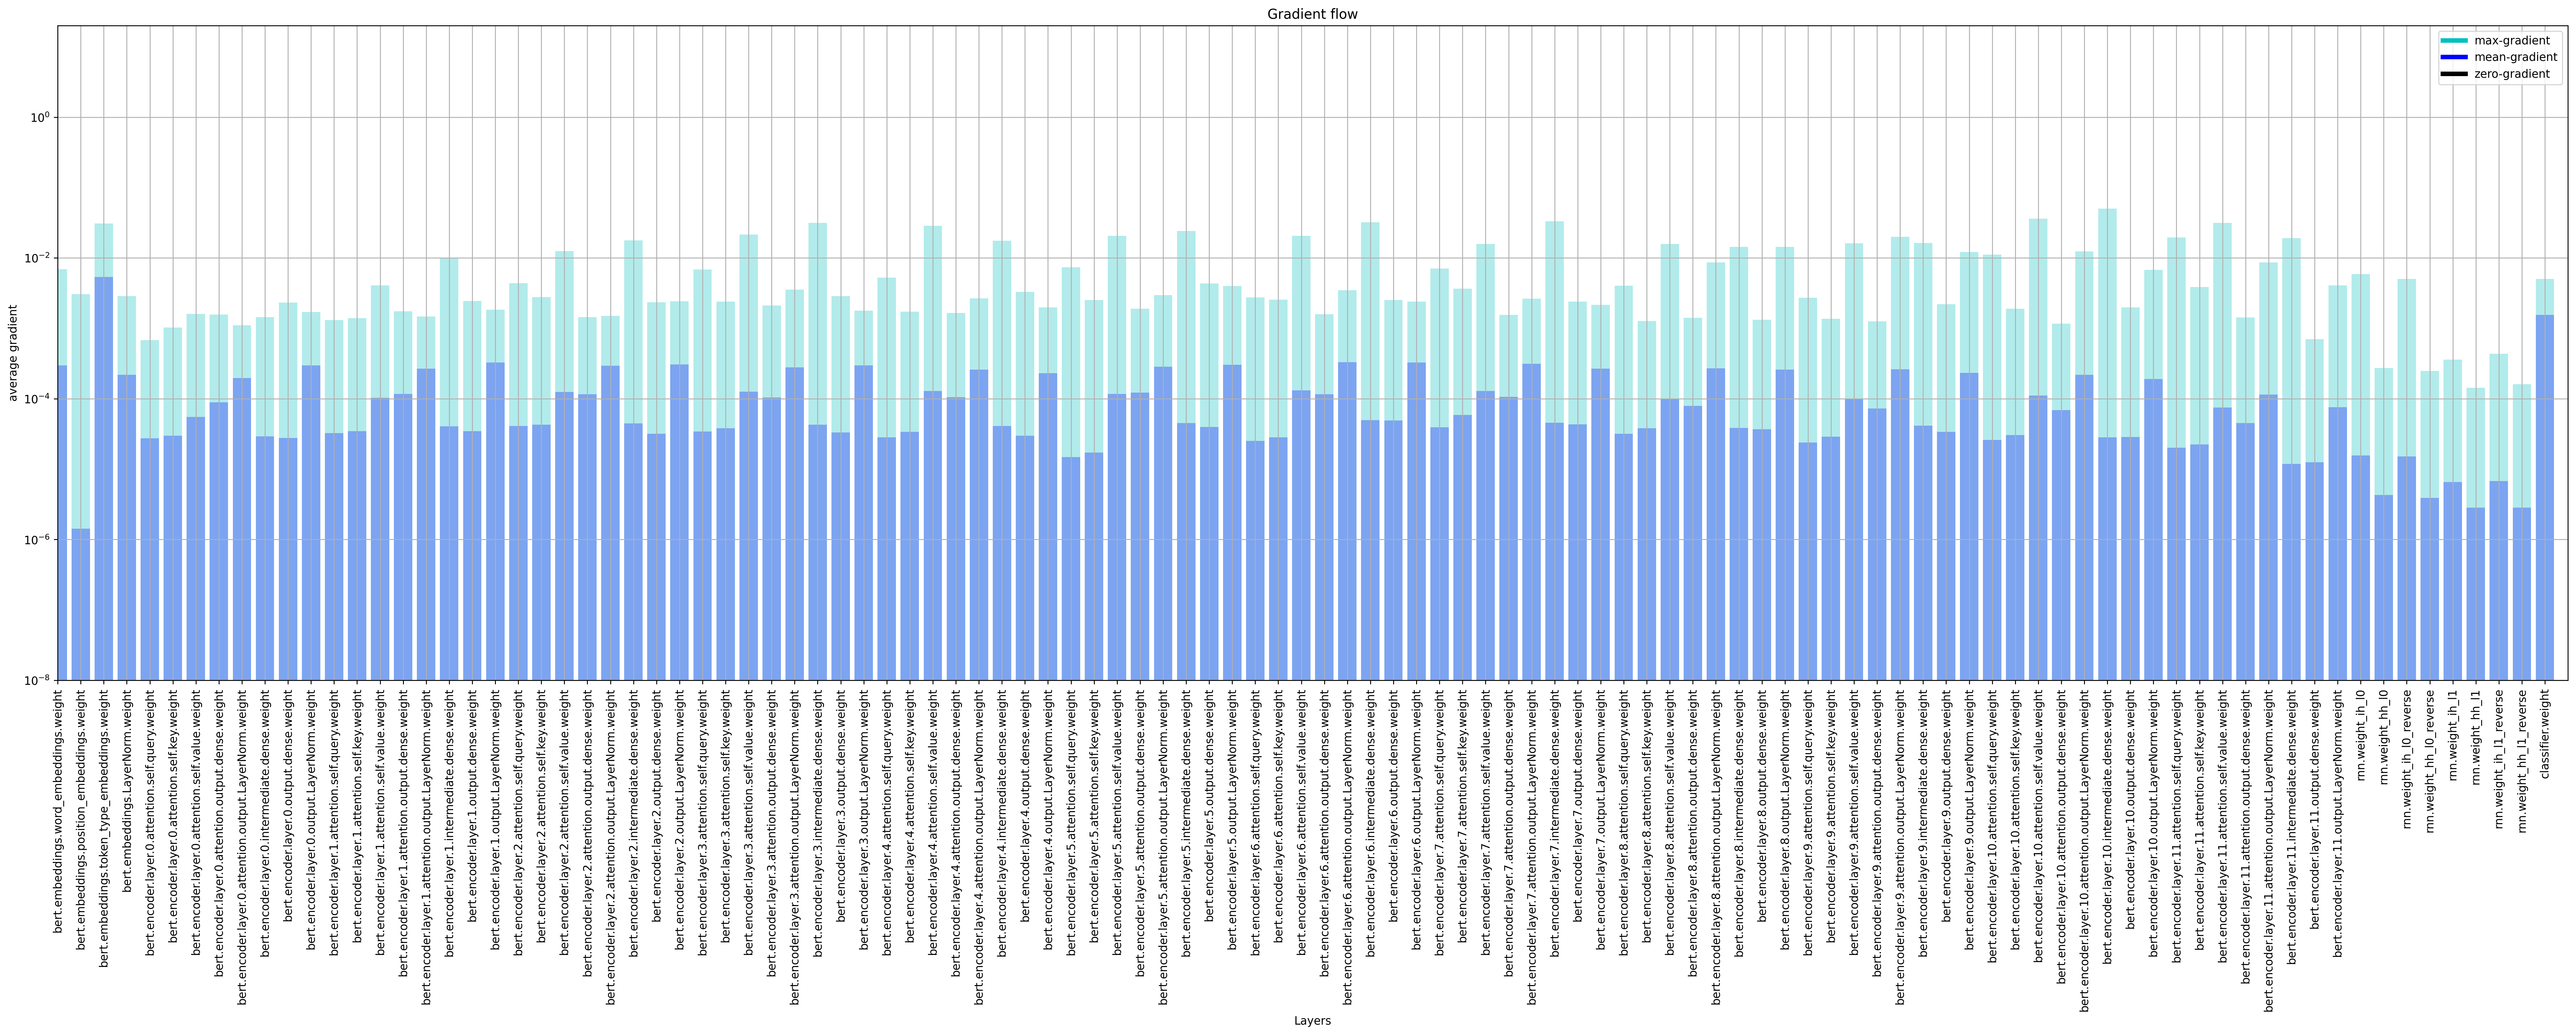 Gradient flow
max-gradient
mean-gradient
zero-gradient
average gradient
10⁰
10⁻²
10⁻⁴
10⁻⁶
10⁻⁸
bert.embeddings.word_embeddings.weight
bert.embeddings.position_embeddings.weight
bert.embeddings.token_type_embeddings.weight
bert.embeddings.LayerNorm.weight
bert.encoder.layer.0.attention.self.query.weight
bert.encoder.layer.0.attention.self.key.weight
bert.encoder.layer.0.attention.self.value.weight
bert.encoder.layer.0.attention.output.dense.weight
bert.encoder.layer.0.attention.output.LayerNorm.weight
bert.encoder.layer.0.intermediate.dense.weight
bert.encoder.layer.0.output.dense.weight
bert.encoder.layer.0.output.LayerNorm.weight
bert.encoder.layer.1.attention.self.query.weight
bert.encoder.layer.1.attention.self.key.weight
bert.encoder.layer.1.attention.self.value.weight
bert.encoder.layer.1.attention.output.dense.weight
bert.encoder.layer.1.attention.output.LayerNorm.weight
bert.encoder.layer.1.intermediate.dense.weight
bert.encoder.layer.1.output.dense.weight
bert.encoder.layer.1.output.LayerNorm.weight
bert.encoder.layer.2.attention.self.query.weight
bert.encoder.layer.2.attention.self.key.weight
bert.encoder.layer.2.attention.self.value.weight
bert.encoder.layer.2.attention.output.dense.weight
bert.encoder.layer.2.attention.output.LayerNorm.weight
bert.encoder.layer.2.intermediate.dense.weight
bert.encoder.layer.2.output.dense.weight
bert.encoder.layer.2.output.LayerNorm.weight
bert.encoder.layer.3.attention.self.query.weight
bert.encoder.layer.3.attention.self.key.weight
bert.encoder.layer.3.attention.self.value.weight
bert.encoder.layer.3.attention.output.dense.weight
bert.encoder.layer.3.attention.output.LayerNorm.weight
bert.encoder.layer.3.intermediate.dense.weight
bert.encoder.layer.3.output.dense.weight
bert.encoder.layer.3.output.LayerNorm.weight
bert.encoder.layer.4.attention.self.query.weight
bert.encoder.layer.4.attention.self.key.weight
bert.encoder.layer.4.attention.self.value.weight
bert.encoder.layer.4.attention.output.dense.weight
bert.encoder.layer.4.attention.output.LayerNorm.weight
bert.encoder.layer.4.intermediate.dense.weight
bert.encoder.layer.4.output.dense.weight
bert.encoder.layer.4.output.LayerNorm.weight
bert.encoder.layer.5.attention.self.query.weight
bert.encoder.layer.5.attention.self.key.weight
bert.encoder.layer.5.attention.self.value.weight
bert.encoder.layer.5.attention.output.dense.weight
bert.encoder.layer.5.attention.output.LayerNorm.weight
bert.encoder.layer.5.intermediate.dense.weight
bert.encoder.layer.5.output.dense.weight
bert.encoder.layer.5.output.LayerNorm.weight
bert.encoder.layer.6.attention.self.query.weight
bert.encoder.layer.6.attention.self.key.weight
bert.encoder.layer.6.attention.self.value.weight
bert.encoder.layer.6.attention.output.dense.weight
bert.encoder.layer.6.attention.output.LayerNorm.weight
bert.encoder.layer.6.intermediate.dense.weight
bert.encoder.layer.6.output.dense.weight
bert.encoder.layer.6.output.LayerNorm.weight
bert.encoder.layer.7.attention.self.query.weight
bert.encoder.layer.7.attention.self.key.weight
bert.encoder.layer.7.attention.self.value.weight
bert.encoder.layer.7.attention.output.dense.weight
bert.encoder.layer.7.attention.output.LayerNorm.weight
bert.encoder.layer.7.intermediate.dense.weight
bert.encoder.layer.7.output.dense.weight
bert.encoder.layer.7.output.LayerNorm.weight
bert.encoder.layer.8.attention.self.query.weight
bert.encoder.layer.8.attention.self.key.weight
bert.encoder.layer.8.attention.self.value.weight
bert.encoder.layer.8.attention.output.dense.weight
bert.encoder.layer.8.attention.output.LayerNorm.weight
bert.encoder.layer.8.intermediate.dense.weight
bert.encoder.layer.8.output.dense.weight
bert.encoder.layer.8.output.LayerNorm.weight
bert.encoder.layer.9.attention.self.query.weight
bert.encoder.layer.9.attention.self.key.weight
bert.encoder.layer.9.attention.self.value.weight
bert.encoder.layer.9.attention.output.dense.weight
bert.encoder.layer.9.attention.output.LayerNorm.weight
bert.encoder.layer.9.intermediate.dense.weight
bert.encoder.layer.9.output.dense.weight
bert.encoder.layer.9.output.LayerNorm.weight
bert.encoder.layer.10.attention.self.query.weight
bert.encoder.layer.10.attention.self.key.weight
bert.encoder.layer.10.attention.self.value.weight
bert.encoder.layer.10.attention.output.dense.weight
bert.encoder.layer.10.attention.output.LayerNorm.weight
bert.encoder.layer.10.intermediate.dense.weight
bert.encoder.layer.10.output.dense.weight
bert.encoder.layer.10.output.LayerNorm.weight
bert.encoder.layer.11.attention.self.query.weight
bert.encoder.layer.11.attention.self.key.weight
bert.encoder.layer.11.attention.self.value.weight
bert.encoder.layer.11.attention.output.dense.weight
bert.encoder.layer.11.attention.output.LayerNorm.weight
bert.encoder.layer.11.intermediate.dense.weight
bert.encoder.layer.11.output.dense.weight
bert.encoder.layer.11.output.LayerNorm.weight
rnn.weight_ih_l0
rnn.weight_hh_l0
rnn.weight_ih_l0_reverse
rnn.weight_hh_l0_reverse
rnn.weight_ih_l1
rnn.weight_hh_l1
rnn.weight_ih_l1_reverse
rnn.weight_hh_l1_reverse
classifier.weight
Layers